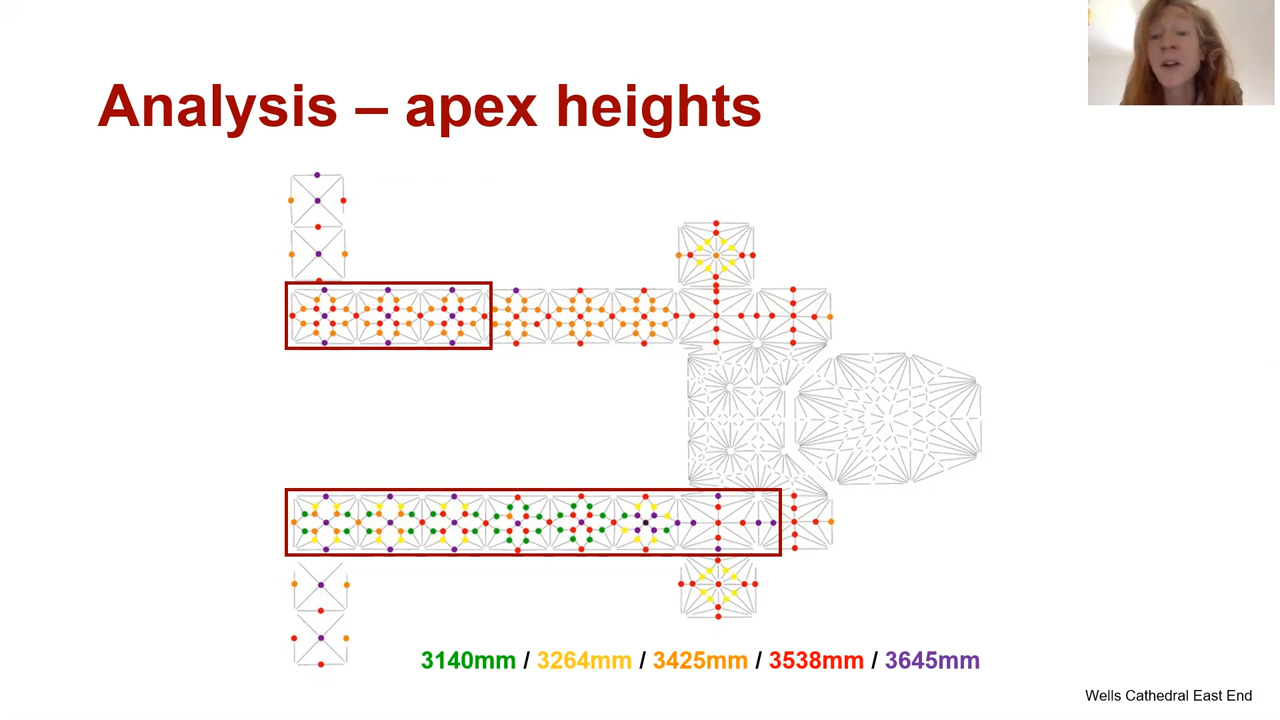 Analysis – apex heights
3140mm / 3264mm / 3425mm / 3538mm / 3645mm
Wells Cathedral East End